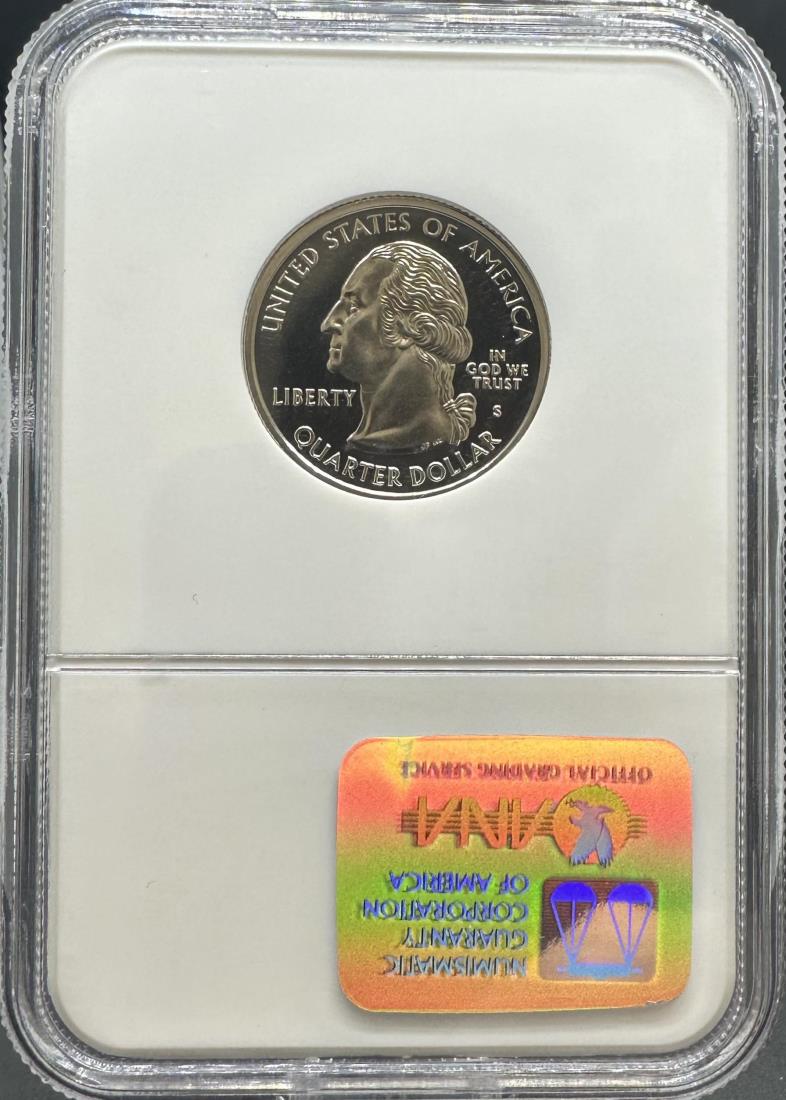 UNITED STATES OF AMERICA
LIBERTY
IN
GOD WE
TRUST
S
QUARTER DOLLAR
OFFICIAL GRADING SERVICE
ANA
NUMISMATIC
GUARANTY
CORPORATION
OF AMERICA